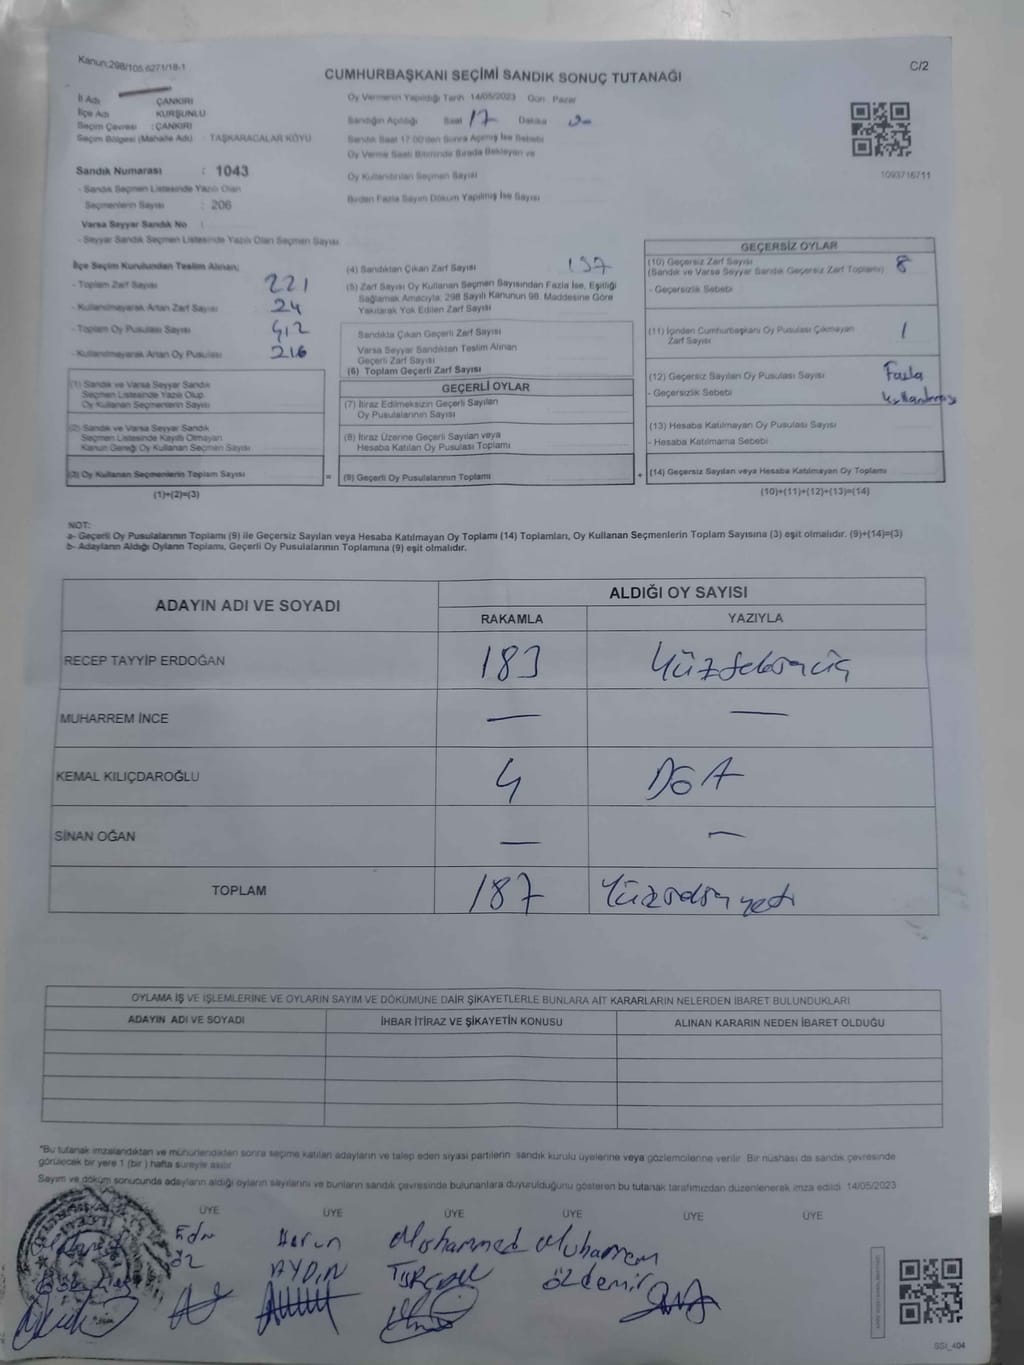 Kanun:298/105,6271/18-1
C/2
CUMHURBAŞKANI SEÇİMİ SANDIK SONUÇ TUTANAĞI
İl Adı ÇANKIRI
İlçe Adı KURŞUNLU
Seçim Çevresi : ÇANKIRI
Seçim Bölgesi (Mahalle Adı) : TAŞKARACALAR KÖYÜ
Sandık Numarası : 1043
- Sandık Seçmen Listesinde Yazılı Olan
Seçmenlerin Sayısı : 206
Varsa Seyyar Sandık No :
- Seyyar Sandık Seçmen Listesinde Yazılı Olan Seçmen Sayısı
Oy Vermenin Yapıldığı Tarih 14/05/2023 Gün Pazar
Sandığın Açıldığı Saat 17 Dakika
Sandık Saat 17:00'den Sonra Açılmış İse Sebebi
Oy Verme Saati Bitiminde Sırada Bekleyen ve
Oy Kullandırılan Seçmen Sayısı
Birden Fazla Sayım Döküm Yapılmış İse Sayısı
1093716711
İlçe Seçim Kurulundan Teslim Alınan;
- Toplam Zarf Sayısı 221
- Kullanılmayarak Artan Zarf Sayısı 24
- Toplam Oy Pusulası Sayısı 412
- Kullanılmayarak Artan Oy Pusulası 216
(1) Sandık ve Varsa Seyyar Sandık
Seçmen Listesinde Yazılı Olup
Oy Kullanan Seçmenlerin Sayısı
(2) Sandık ve Varsa Seyyar Sandık
Seçmen Listesinde Kayıtlı Olmayan
Kanun Gereği Oy Kullanan Seçmen Sayısı
(3) Oy Kullanan Seçmenlerin Toplam Sayısı
(1)+(2)=(3)
(4) Sandıktan Çıkan Zarf Sayısı 197
(5) Zarf Sayısı Oy Kullanan Seçmen Sayısından Fazla İse, Eşitliği
Sağlamak Amacıyla, 298 Sayılı Kanunun 98. Maddesine Göre
Yakılarak Yok Edilen Zarf Sayısı
Sandıkta Çıkan Geçerli Zarf Sayısı
Varsa Seyyar Sandıktan Teslim Alınan
Geçerli Zarf Sayısı
(6) Toplam Geçerli Zarf Sayısı
GEÇERLİ OYLAR
(7) İtiraz Edilmeksizin Geçerli Sayılan
Oy Pusulalarının Sayısı
(8) İtiraz Üzerine Geçerli Sayılan veya
Hesaba Katılan Oy Pusulası Toplamı
= (9) Geçerli Oy Pusulalarının Toplamı +
GEÇERSİZ OYLAR
(10) Geçersiz Zarf Sayısı 8
(Sandık ve Varsa Seyyar Sandık Geçersiz Zarf Toplamı)
- Geçersizlik Sebebi
(11) İçinden Cumhurbaşkanı Oy Pusulası Çıkmayan 1
Zarf Sayısı
(12) Geçersiz Sayılan Oy Pusulası Sayısı Fazla
- Geçersizlik Sebebi kullanılması
(13) Hesaba Katılmayan Oy Pusulası Sayısı
- Hesaba Katılmama Sebebi
(14) Geçersiz Sayılan veya Hesaba Katılmayan Oy Toplamı
(10)+(11)+(12)+(13)=(14)
NOT:
a- Geçerli Oy Pusulalarının Toplamı (9) ile Geçersiz Sayılan veya Hesaba Katılmayan Oy Toplamı (14) Toplamları, Oy Kullanan Seçmenlerin Toplam Sayısına (3) eşit olmalıdır. (9)+(14)=(3)
b- Adayların Aldığı Oyların Toplamı, Geçerli Oy Pusulalarının Toplamına (9) eşit olmalıdır.
ADAYIN ADI VE SOYADI
ALDIĞI OY SAYISI
RAKAMLA YAZIYLA
RECEP TAYYİP ERDOĞAN 183 Yüzseksenüç
MUHARREM İNCE — —
KEMAL KILIÇDAROĞLU 4 Dört
SİNAN OĞAN — —
TOPLAM 187 Yüzseksenyedi
OYLAMA İŞ VE İŞLEMLERİNE VE OYLARIN SAYIM VE DÖKÜMÜNE DAİR ŞİKAYETLERLE BUNLARA AİT KARARLARIN NELERDEN İBARET BULUNDUKLARI
ADAYIN ADI VE SOYADI İHBAR İTİRAZ VE ŞİKAYETİN KONUSU ALINAN KARARIN NEDEN İBARET OLDUĞU
*Bu tutanak imzalandıktan ve mühürlendikten sonra seçime katılan adayların ve talep eden siyasi partilerin sandık kurulu üyelerine veya gözlemcilerine verilir. Bir nüshası da sandık çevresinde
görülecek bir yere 1 (bir) hafta süreyle asılır.
Sayım ve döküm sonucunda adayların aldığı oyların sayılarını ve bunların sandık çevresinde bulunanlara duyurulduğunu gösteren bu tutanak tarafımızdan düzenlenerek imza edildi. 14/05/2023
ÜYE ÜYE ÜYE ÜYE ÜYE ÜYE
Harun Mohammed Muharrem
ÖZ AYDIN Özdemir
SSI_404